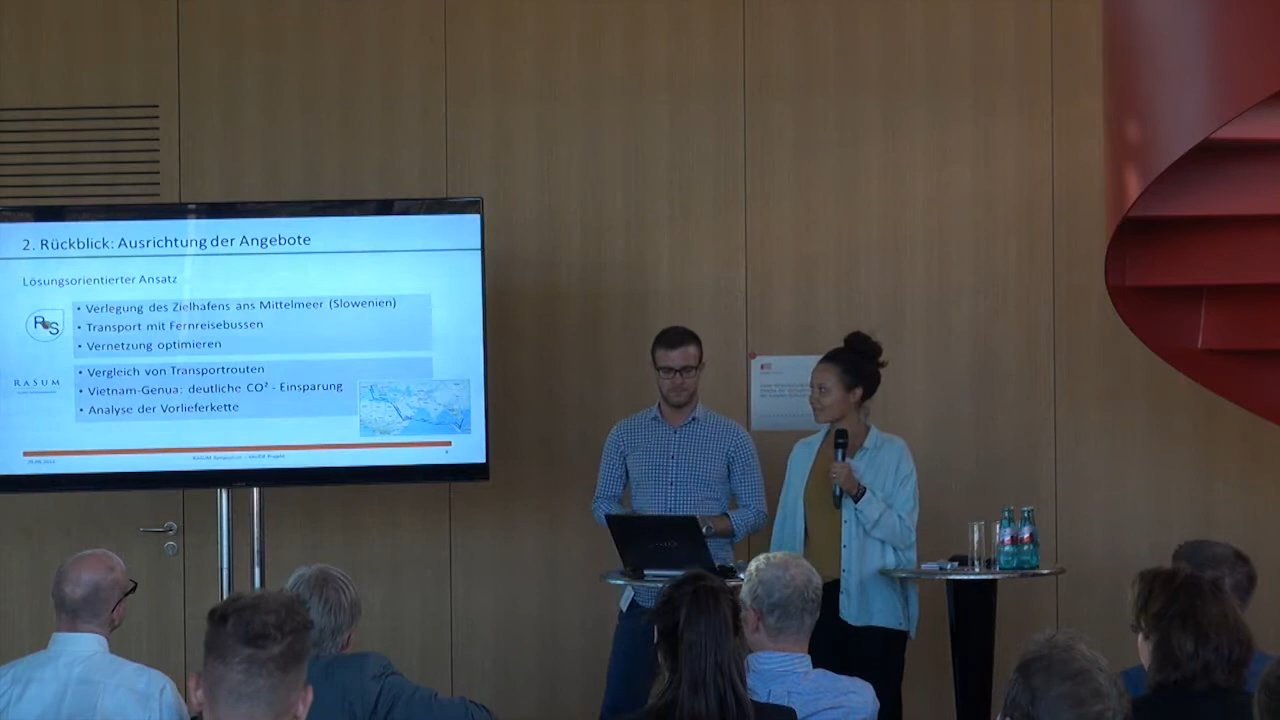 2. Rückblick: Ausrichtung der Angebote
Lösungsorientierter Ansatz
• Verlegung des Zielhafens ans Mittelmeer (Slowenien)
• Transport mit Fernreisebussen
• Vernetzung optimieren
RS
• Vergleich von Transportrouten
• Vietnam-Genua: deutliche CO² - Einsparung
• Analyse der Vorlieferkette
RASUM